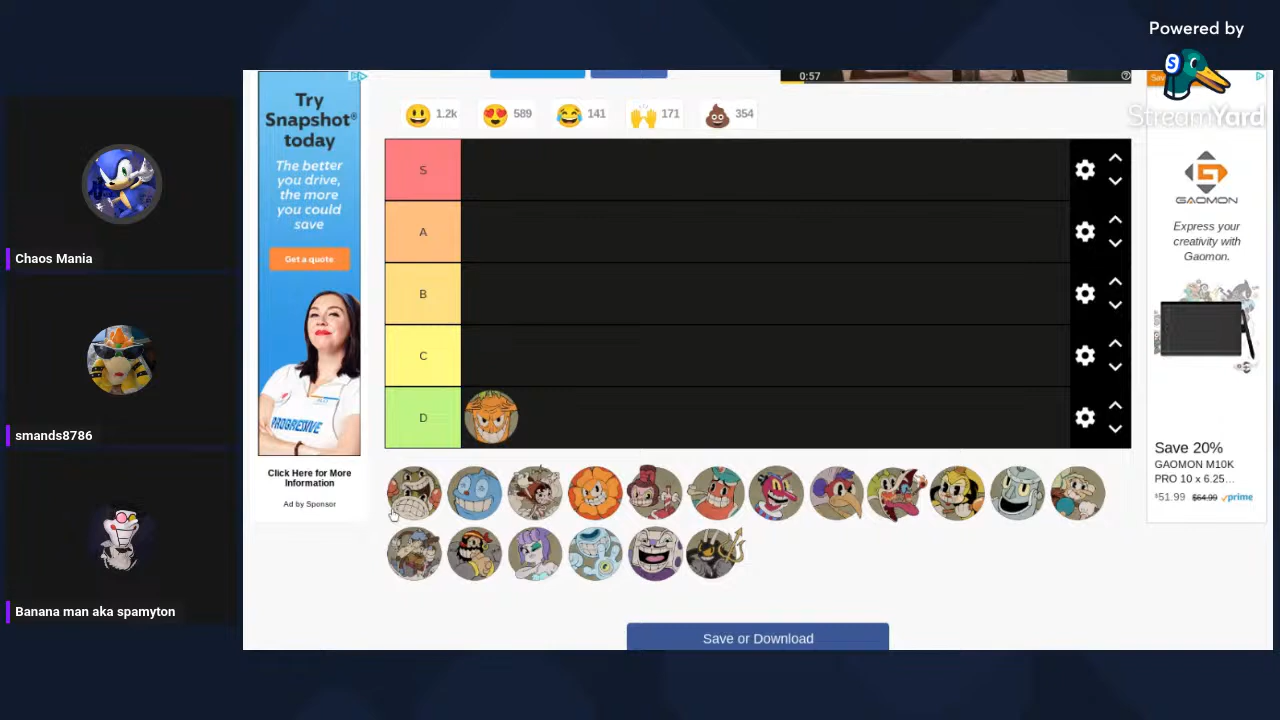 Powered by
StreamYard
Chaos Mania
smands8786
Banana man aka spamyton
Try
Snapshot®
today
The better
you drive,
the more
you could
save
Get a quote
PROGRESSIVE
Click Here for More
Information
Ad by Sponsor
0:57
1.2k
589
141
171
354
S
A
B
C
D
Save or Download
GAOMON
Express your
creativity with
Gaomon.
Save 20%
GAOMON M10K
PRO 10 x 6.25...
$51.99 $64.99 prime